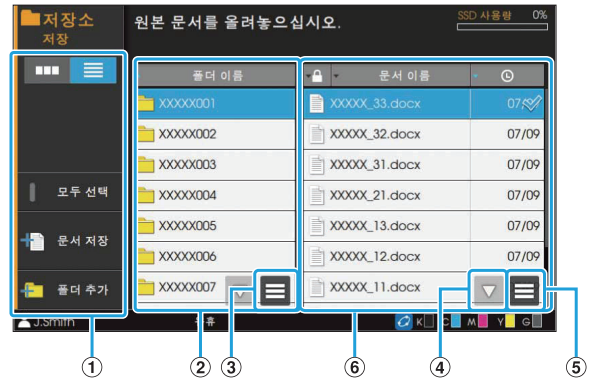 저장소
저장
원본 문서를 올려놓으십시오.
SSD 사용량 0%
폴더 이름
문서 이름
XXXXX001
XXXXX002
XXXXX003
XXXXX004
XXXXX005
XXXXX006
XXXXX007
XXXXX_33.docx 07/
XXXXX_32.docx 07/09
XXXXX_31.docx 07/09
XXXXX_21.docx 07/09
XXXXX_13.docx 07/09
XXXXX_12.docx 07/09
XXXXX_11.docx
모두 선택
문서 저장
폴더 추가
J.Smith
K C M Y G
① ② ③ ⑥ ④ ⑤